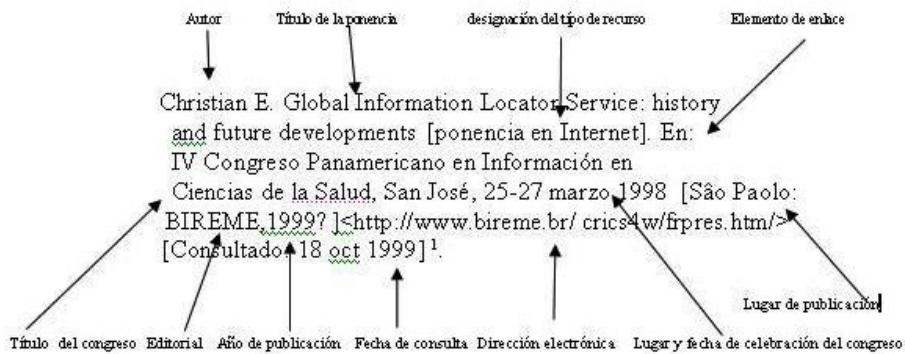 Autor Título de la ponencia designación del tipo de recurso Elemento de enlace
Christian E. Global Information Locator Service: history
and future developments [ponencia en Internet]. En:
IV Congreso Panamericano en Información en
Ciencias de la Salud, San José, 25-27 marzo 1998 [Sâo Paolo:
BIREME,1999? ]<http://www.bireme.br/ crics4w/frpres.htm/>
[Consultado: 18 oct 1999] ¹.
Lugar de publicación
Título del congreso Editorial Año de publicación Fecha de consulta Dirección electrónica Lugar y fecha de celebración del congreso